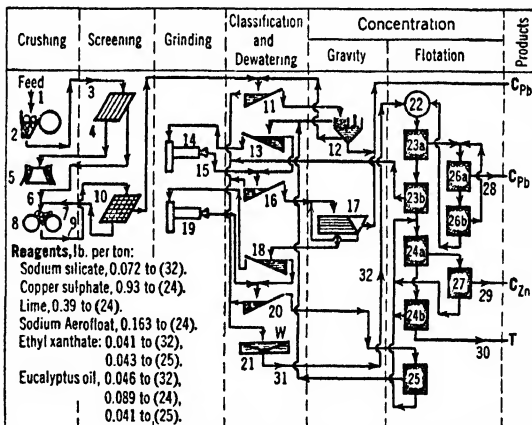 Crushing
Screening
Grinding
Classification and Dewatering
Concentration
Gravity
Flotation
Products
Feed
1
2
3
4
5
6
7
8
9
10
11
12
13
14
15
16
17
18
19
20
21
W
22
23a
23b
24a
24b
25
26a
26b
27
28
29
30
31
32
CPb
CPb
CZn
T
Reagents, lb. per ton:
Sodium silicate, 0.072 to (32).
Copper sulphate, 0.93 to (24).
Lime, 0.39 to (24).
Sodium Aerofloat, 0.163 to (24).
Ethyl xanthate: 0.041 to (32),
0.043 to (25).
Eucalyptus oil, 0.046 to (32),
0.089 to (24),
0.041 to (25).